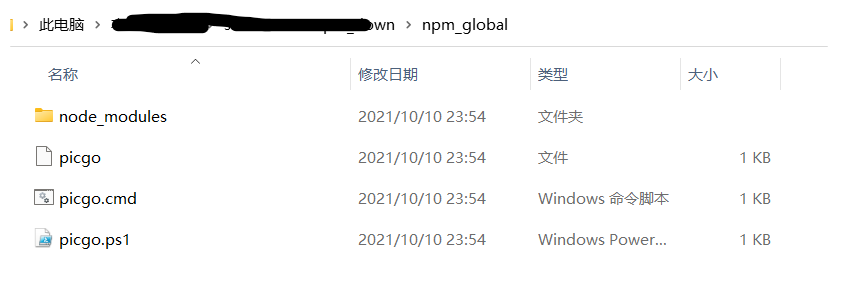 此电脑 > own > npm_global
名称 修改日期 类型 大小
node_modules 2021/10/10 23:54 文件夹
picgo 2021/10/10 23:54 文件 1 KB
picgo.cmd 2021/10/10 23:54 Windows 命令脚本 1 KB
picgo.ps1 2021/10/10 23:54 Windows Power... 1 KB